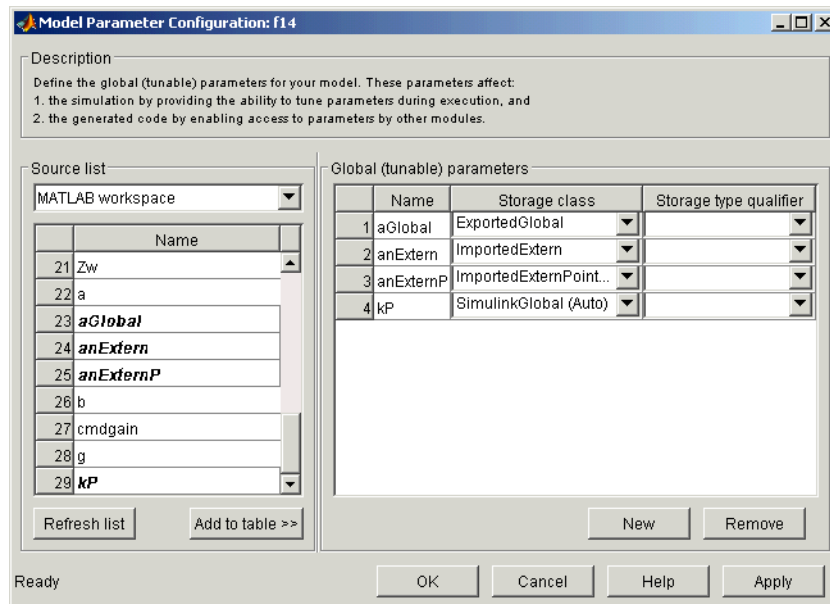 Model Parameter Configuration: f14
Description
Define the global (tunable) parameters for your model. These parameters affect:
1. the simulation by providing the ability to tune parameters during execution, and
2. the generated code by enabling access to parameters by other modules.
Source list
MATLAB workspace
Name
21 Zw
22 a
23 aGlobal
24 anExtern
25 anExternP
26 b
27 cmdgain
28 g
29 kP
Refresh list Add to table >>
Global (tunable) parameters
Name Storage class Storage type qualifier
1 aGlobal ExportedGlobal
2 anExtern ImportedExtern
3 anExternP ImportedExternPoint...
4 kP SimulinkGlobal (Auto)
New Remove
Ready OK Cancel Help Apply